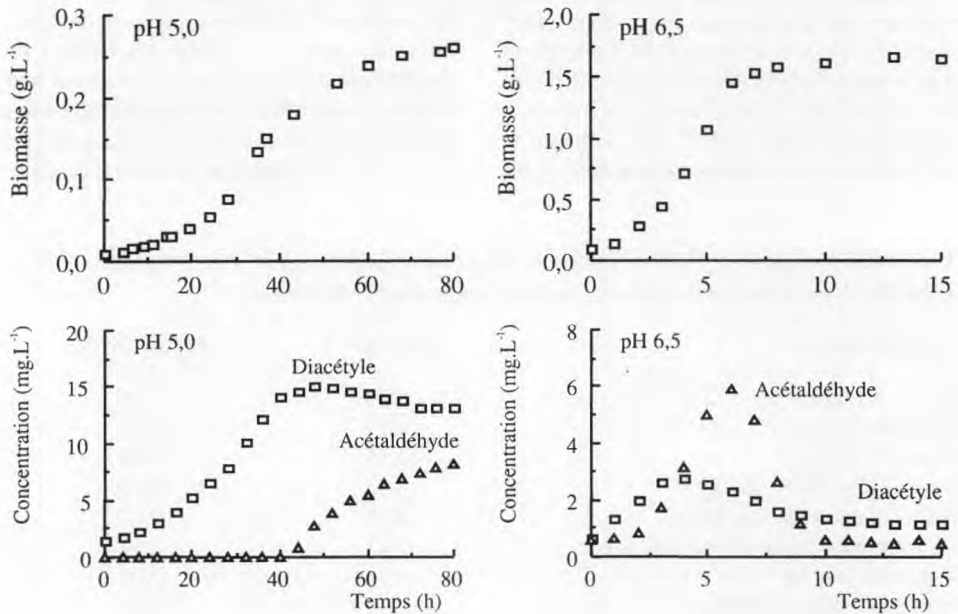 pH 5,0
Biomasse (g.L⁻¹)
0,3
0,2
0,1
0,0
0 20 40 60 80
pH 6,5
Biomasse (g.L⁻¹)
2,0
1,5
1,0
0,5
0,0
0 5 10 15
pH 5,0
Diacétyle
Acétaldéhyde
Concentration (mg.L⁻¹)
20
15
10
5
0
0 20 40 60 80
Temps (h)
pH 6,5
Acétaldéhyde
Diacétyle
Concentration (mg.L⁻¹)
8
6
4
2
0
0 5 10 15
Temps (h)